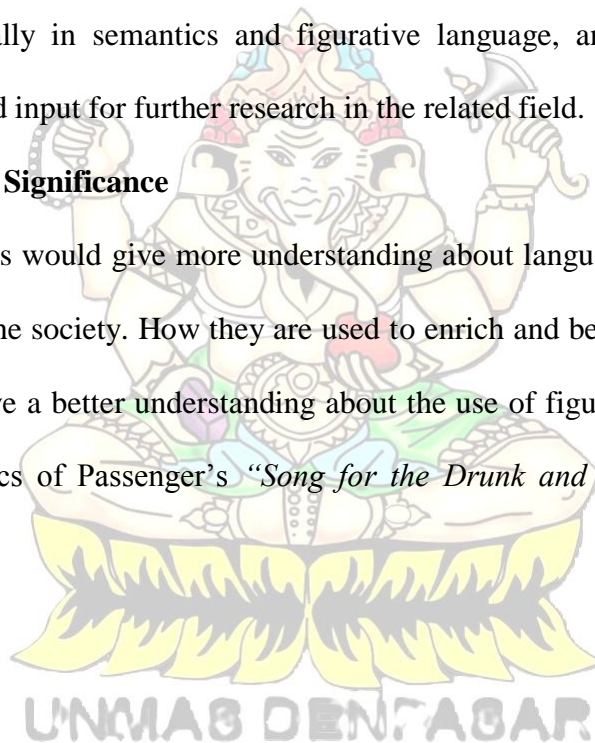 ally in semantics and figurative language, an
d input for further research in the related field.
Significance
s would give more understanding about langu
ne society. How they are used to enrich and be
ve a better understanding about the use of figu
cs of Passenger's “Song for the Drunk and
UNMAS DENPASAR